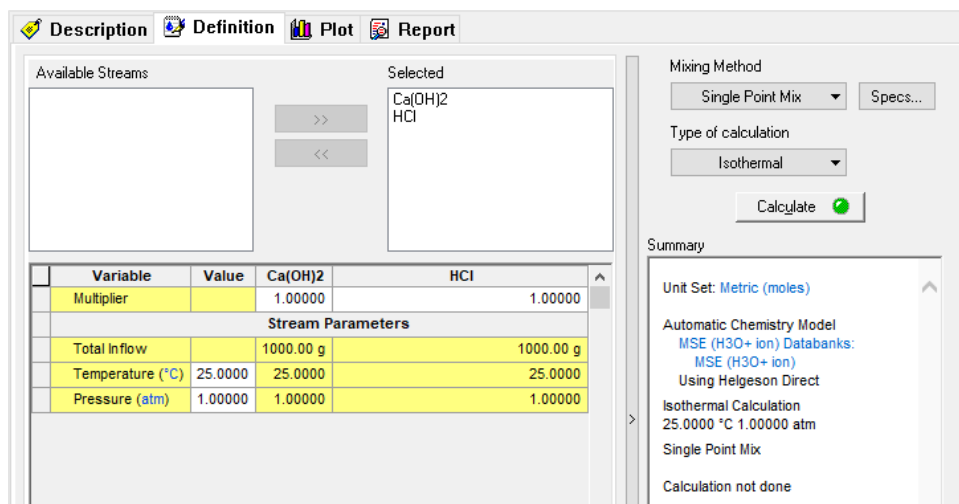 Description Definition Plot Report
Available Streams
Selected
Ca(OH)2
HCl
>>
<<
Variable Value Ca(OH)2 HCl
Multiplier 1.00000 1.00000
Stream Parameters
Total Inflow 1000.00 g 1000.00 g
Temperature (°C) 25.0000 25.0000 25.0000
Pressure (atm) 1.00000 1.00000 1.00000
>
Mixing Method
Single Point Mix Specs...
Type of calculation
Isothermal
Calculate
Summary
Unit Set: Metric (moles)
Automatic Chemistry Model
MSE (H3O+ ion) Databanks:
MSE (H3O+ ion)
Using Helgeson Direct
Isothermal Calculation
25.0000 °C 1.00000 atm
Single Point Mix
Calculation not done